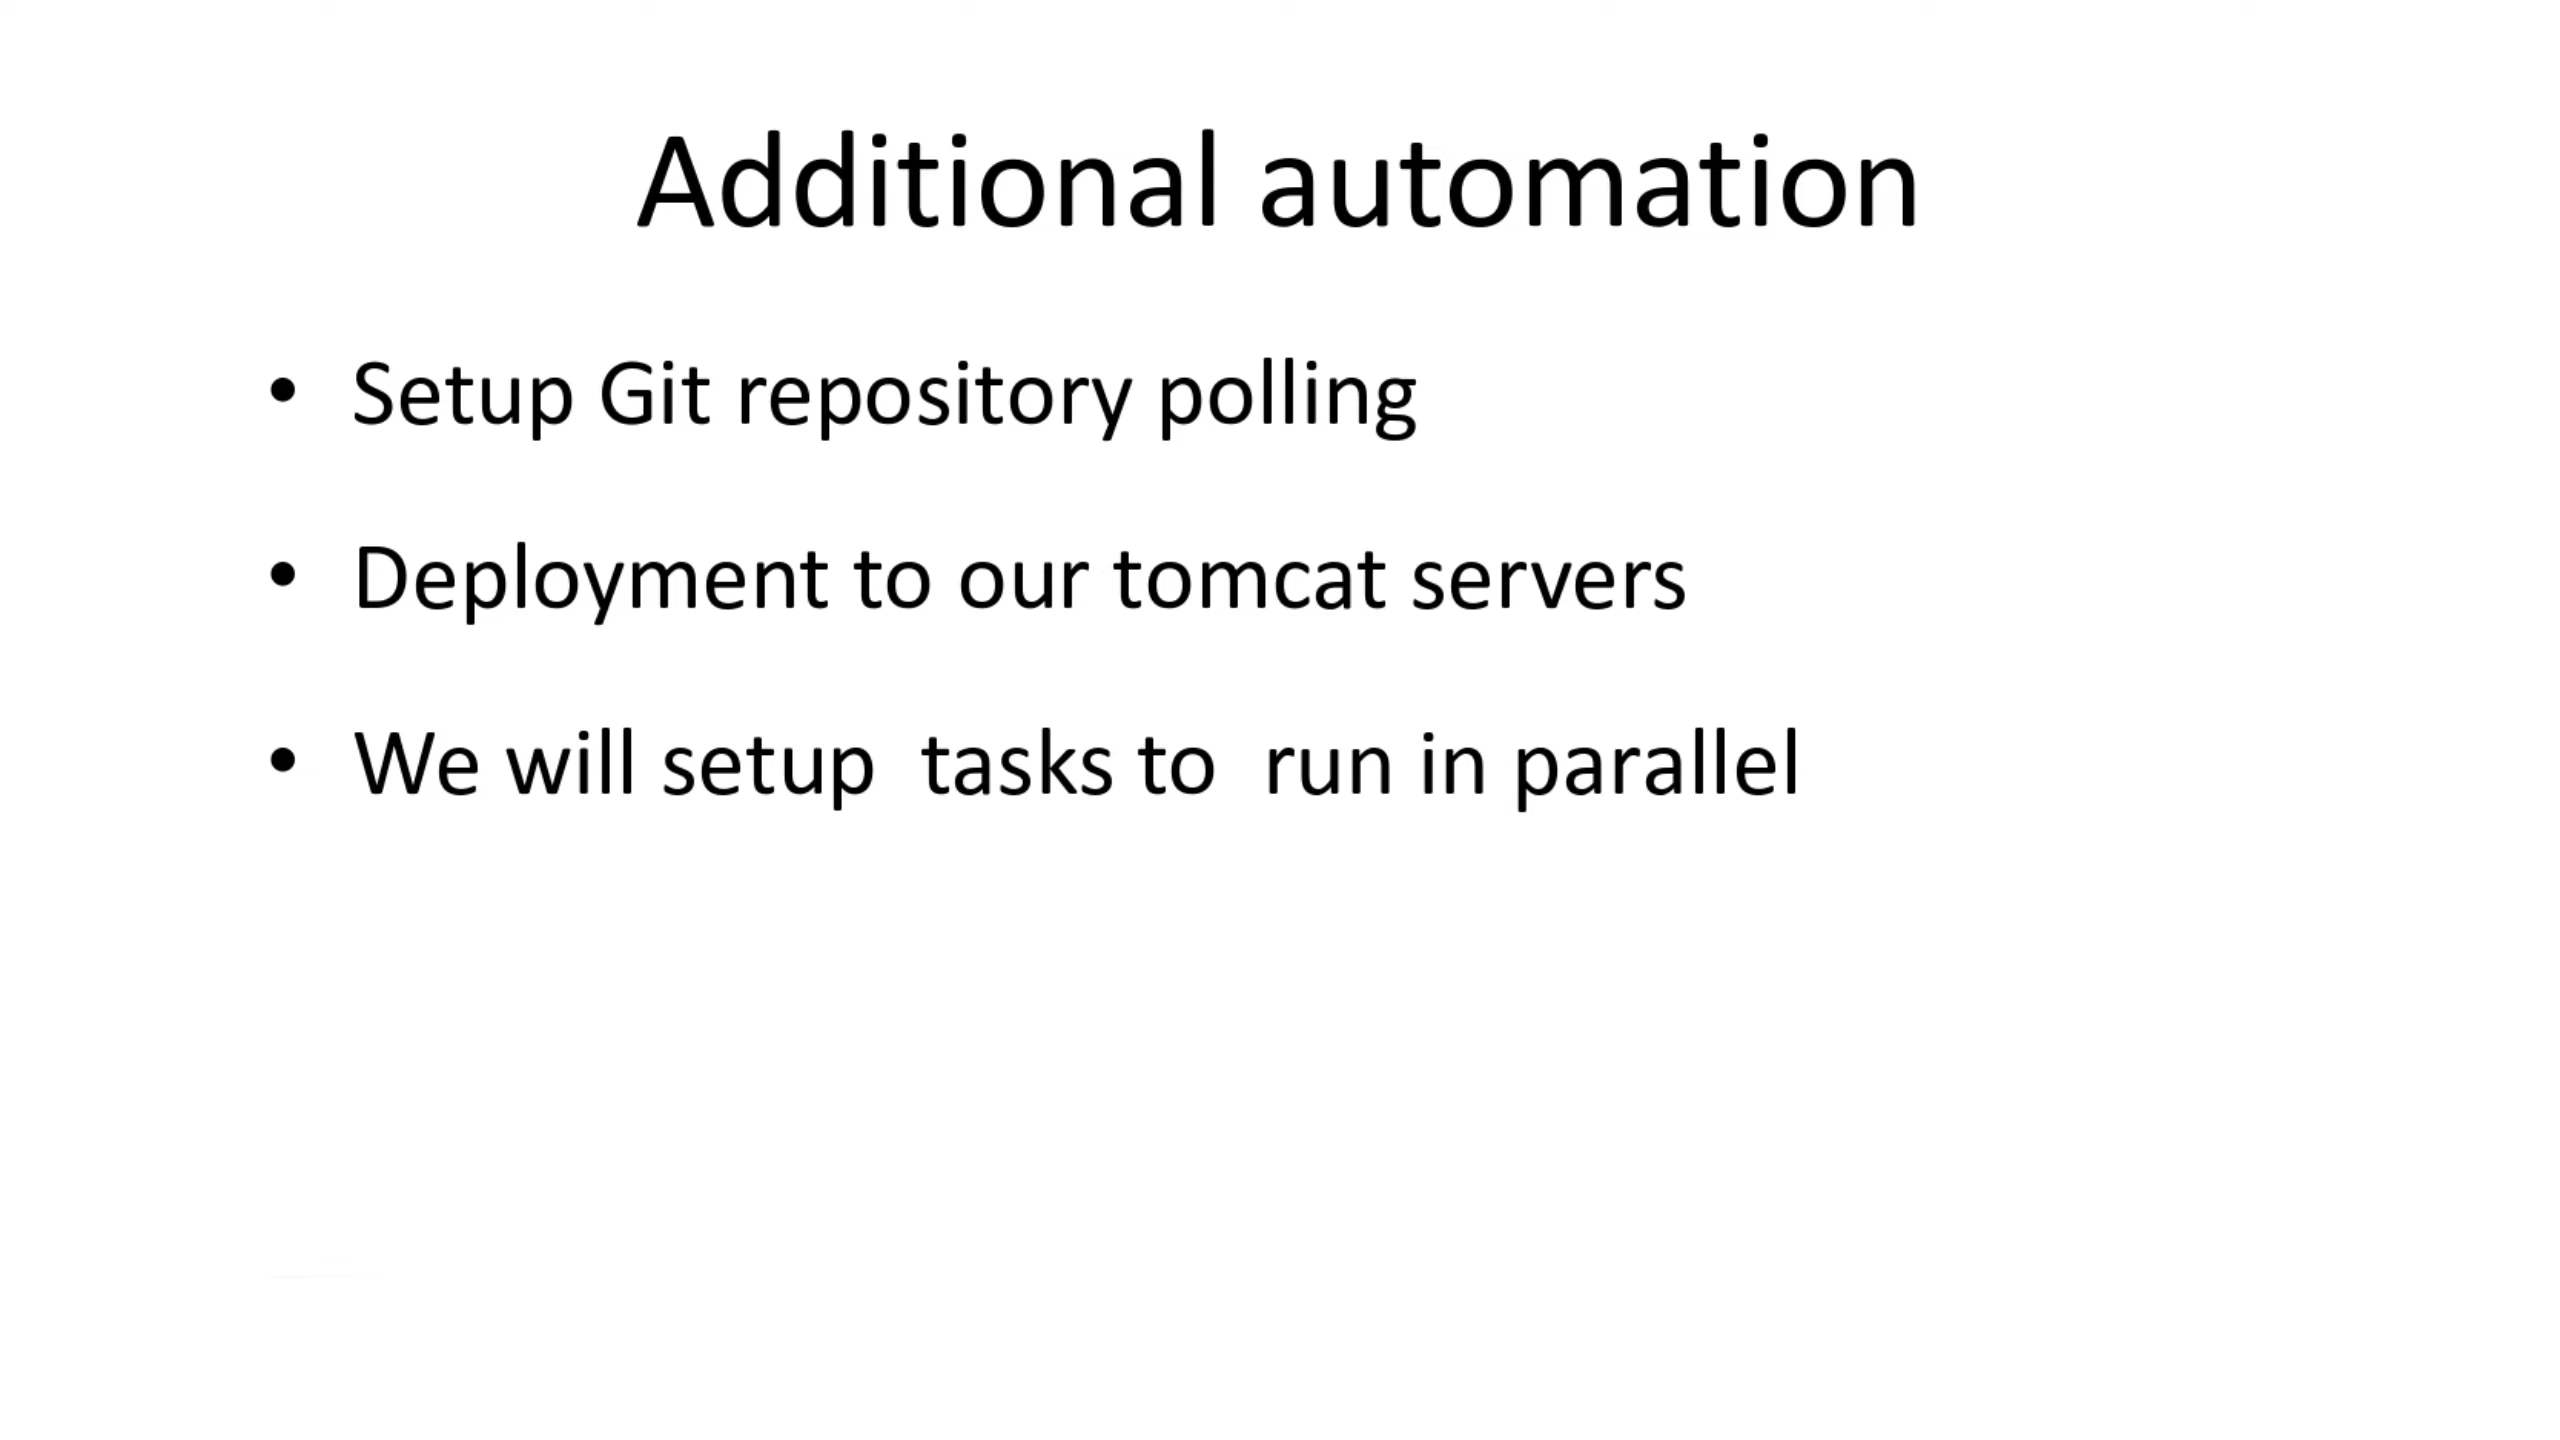 Additional automation
• Setup Git repository polling
• Deployment to our tomcat servers
• We will setup  tasks to  run in parallel